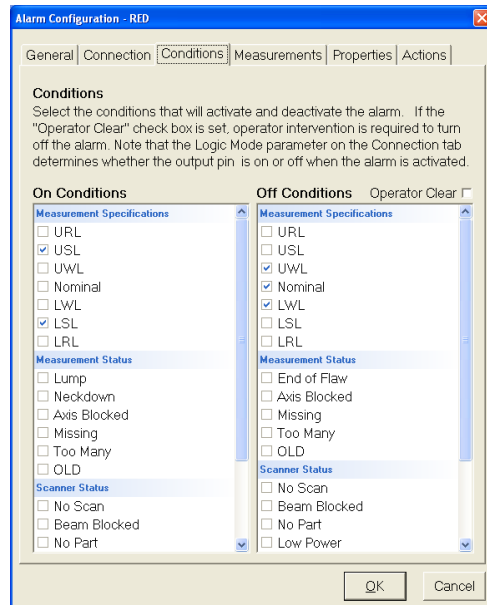 Alarm Configuration - RED
General Connection Conditions Measurements Properties Actions
Conditions
Select the conditions that will activate and deactivate the alarm. If the
"Operator Clear" check box is set, operator intervention is required to turn
off the alarm. Note that the Logic Mode parameter on the Connection tab
determines whether the output pin is on or off when the alarm is activated.
On Conditions
Measurement Specifications
URL
USL
UWL
Nominal
LWL
LSL
LRL
Measurement Status
Lump
Neckdown
Axis Blocked
Missing
Too Many
OLD
Scanner Status
No Scan
Beam Blocked
No Part
Off Conditions Operator Clear
Measurement Specifications
URL
USL
UWL
Nominal
LWL
LSL
LRL
Measurement Status
End of Flaw
Axis Blocked
Missing
Too Many
OLD
Scanner Status
No Scan
Beam Blocked
No Part
Low Power
OK Cancel